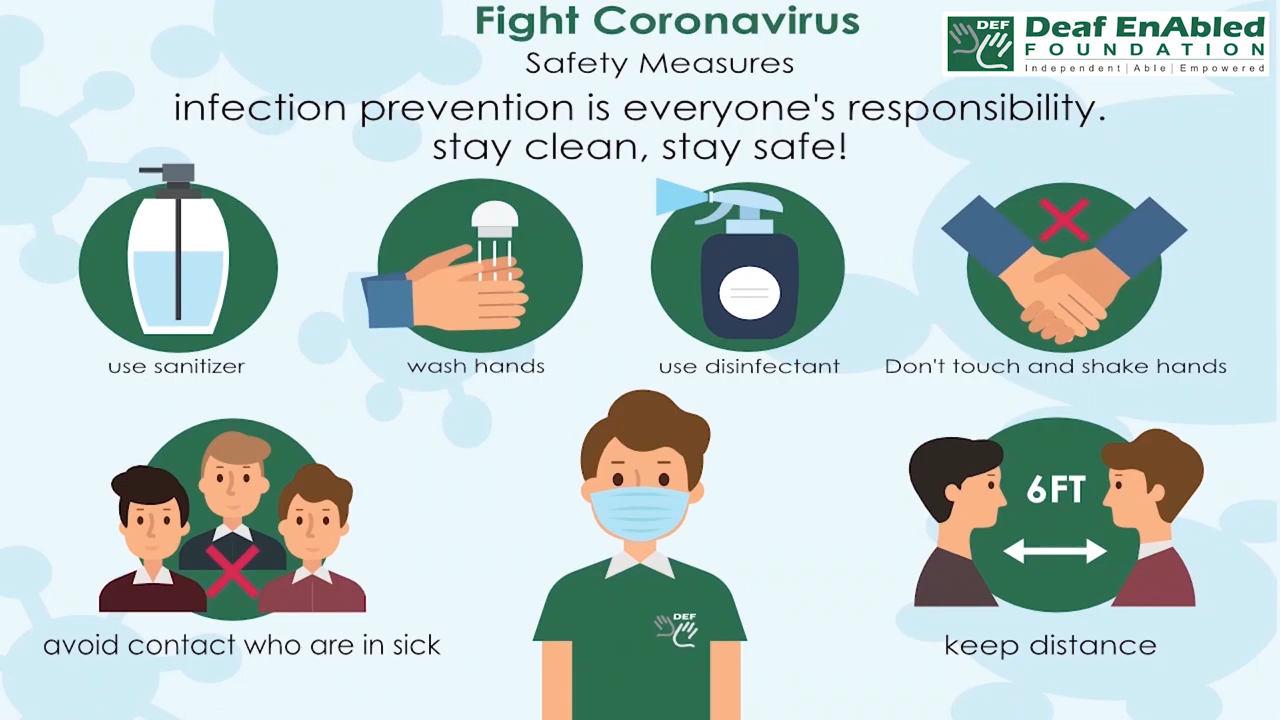 Fight Coronavirus
Safety Measures
DEF
Deaf EnAbled
FOUNDATION
Independent | Able | Empowered
infection prevention is everyone's responsibility.
stay clean, stay safe!
use sanitizer
wash hands
use disinfectant
Don't touch and shake hands
6FT
DEF
avoid contact who are in sick
keep distance